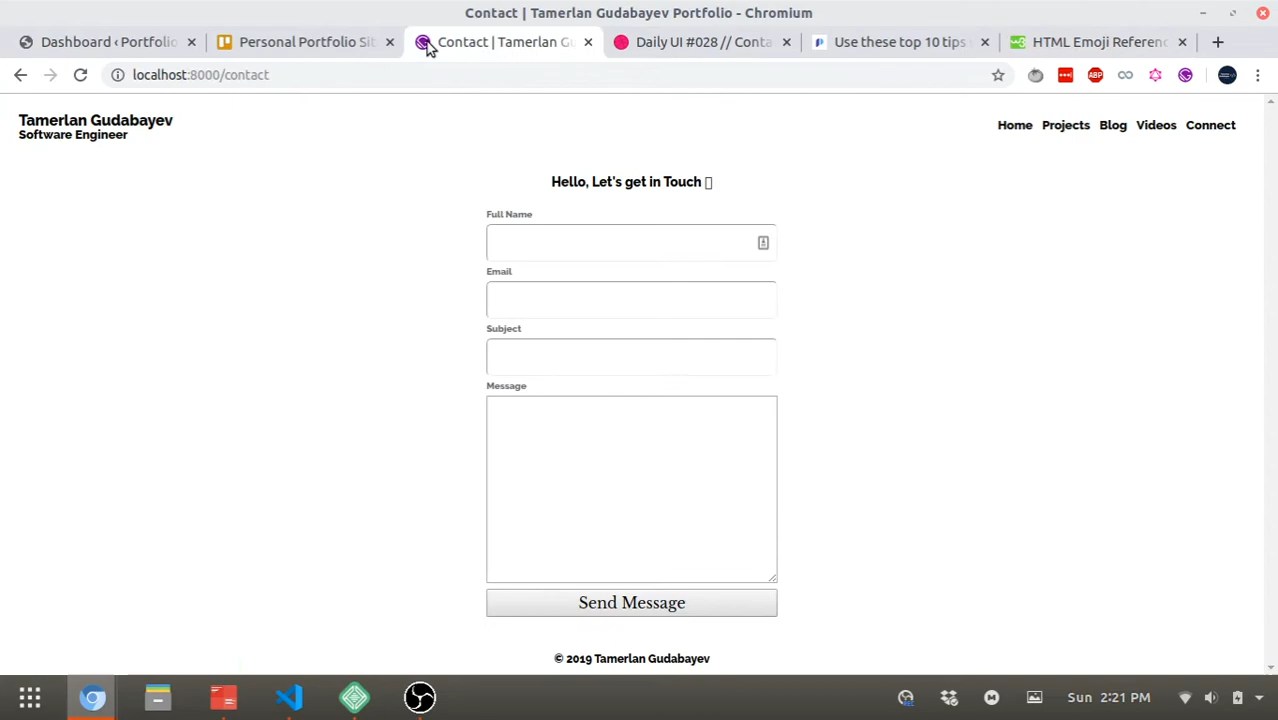 Contact | Tamerlan Gudabayev Portfolio - Chromium
Dashboard ‹ Portfolio
Personal Portfolio Sit
Contact | Tamerlan Gu
Daily UI #028 // Conta
Use these top 10 tips
HTML Emoji Referenc
localhost:8000/contact
ABP
Tamerlan Gudabayev
Software Engineer
Home Projects Blog Videos Connect
Hello, Let's get in Touch
Full Name
Email
Subject
Message
Send Message
© 2019 Tamerlan Gudabayev
Sun 2:21 PM